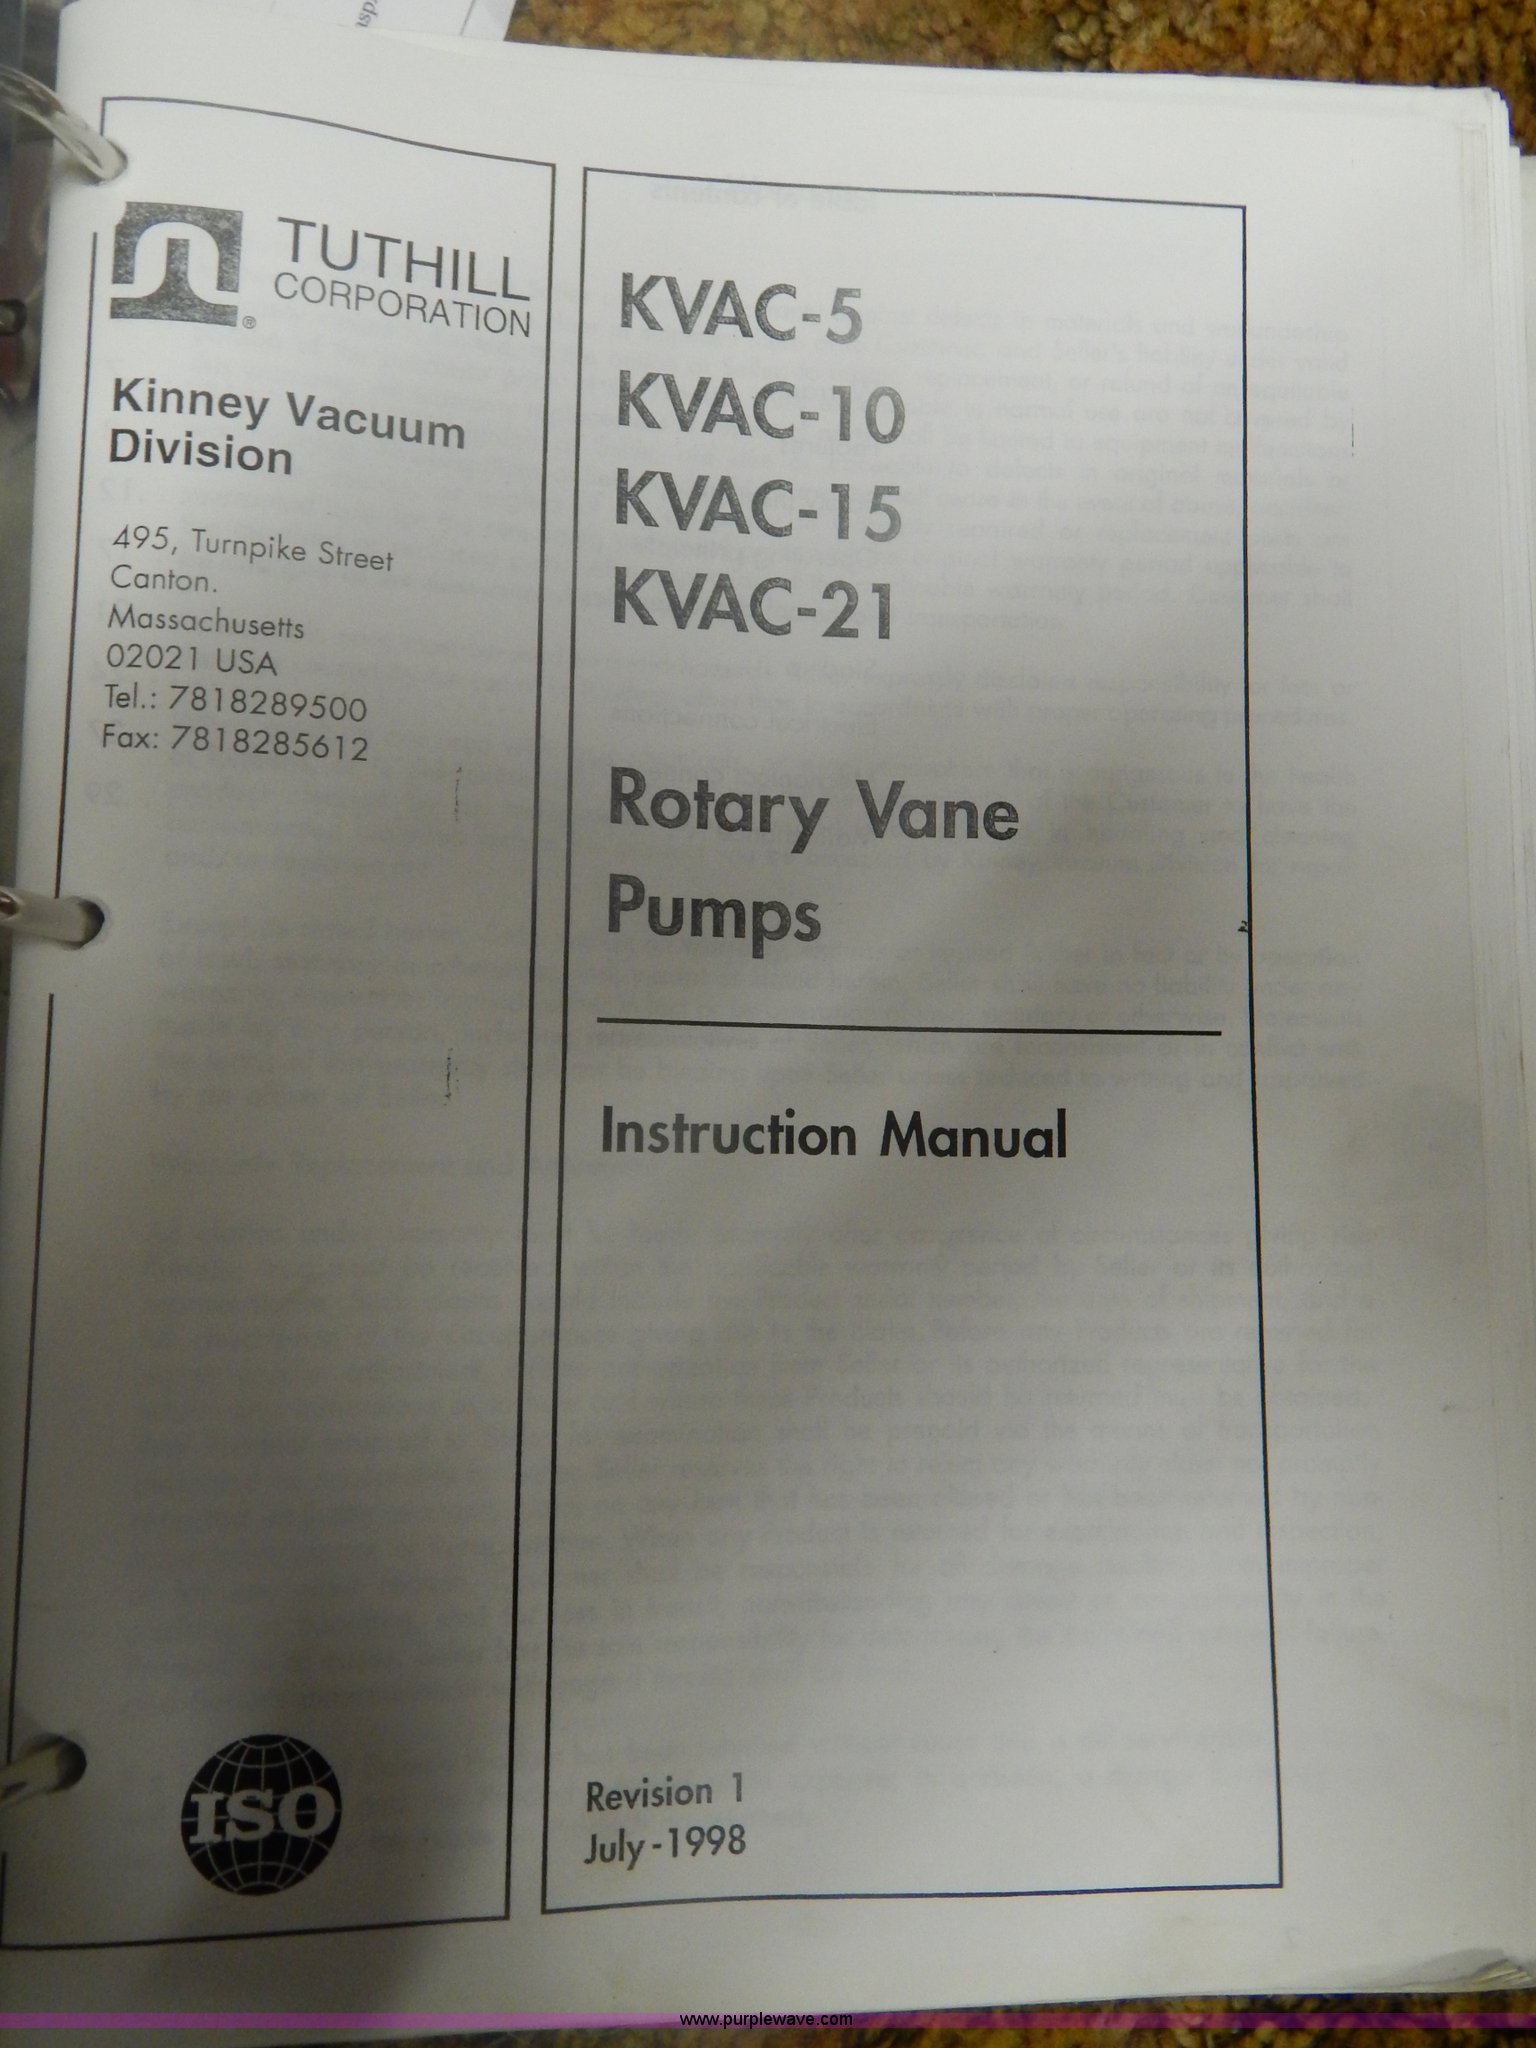 TUTHILL
CORPORATION
®
Kinney Vacuum
Division
495, Turnpike Street
Canton.
Massachusetts
02021 USA
Tel.: 7818289500
Fax: 7818285612
ISO
KVAC-5
KVAC-10
KVAC-15
KVAC-21
Rotary Vane
Pumps
Instruction Manual
Revision 1
July-1998
www.purplewave.com